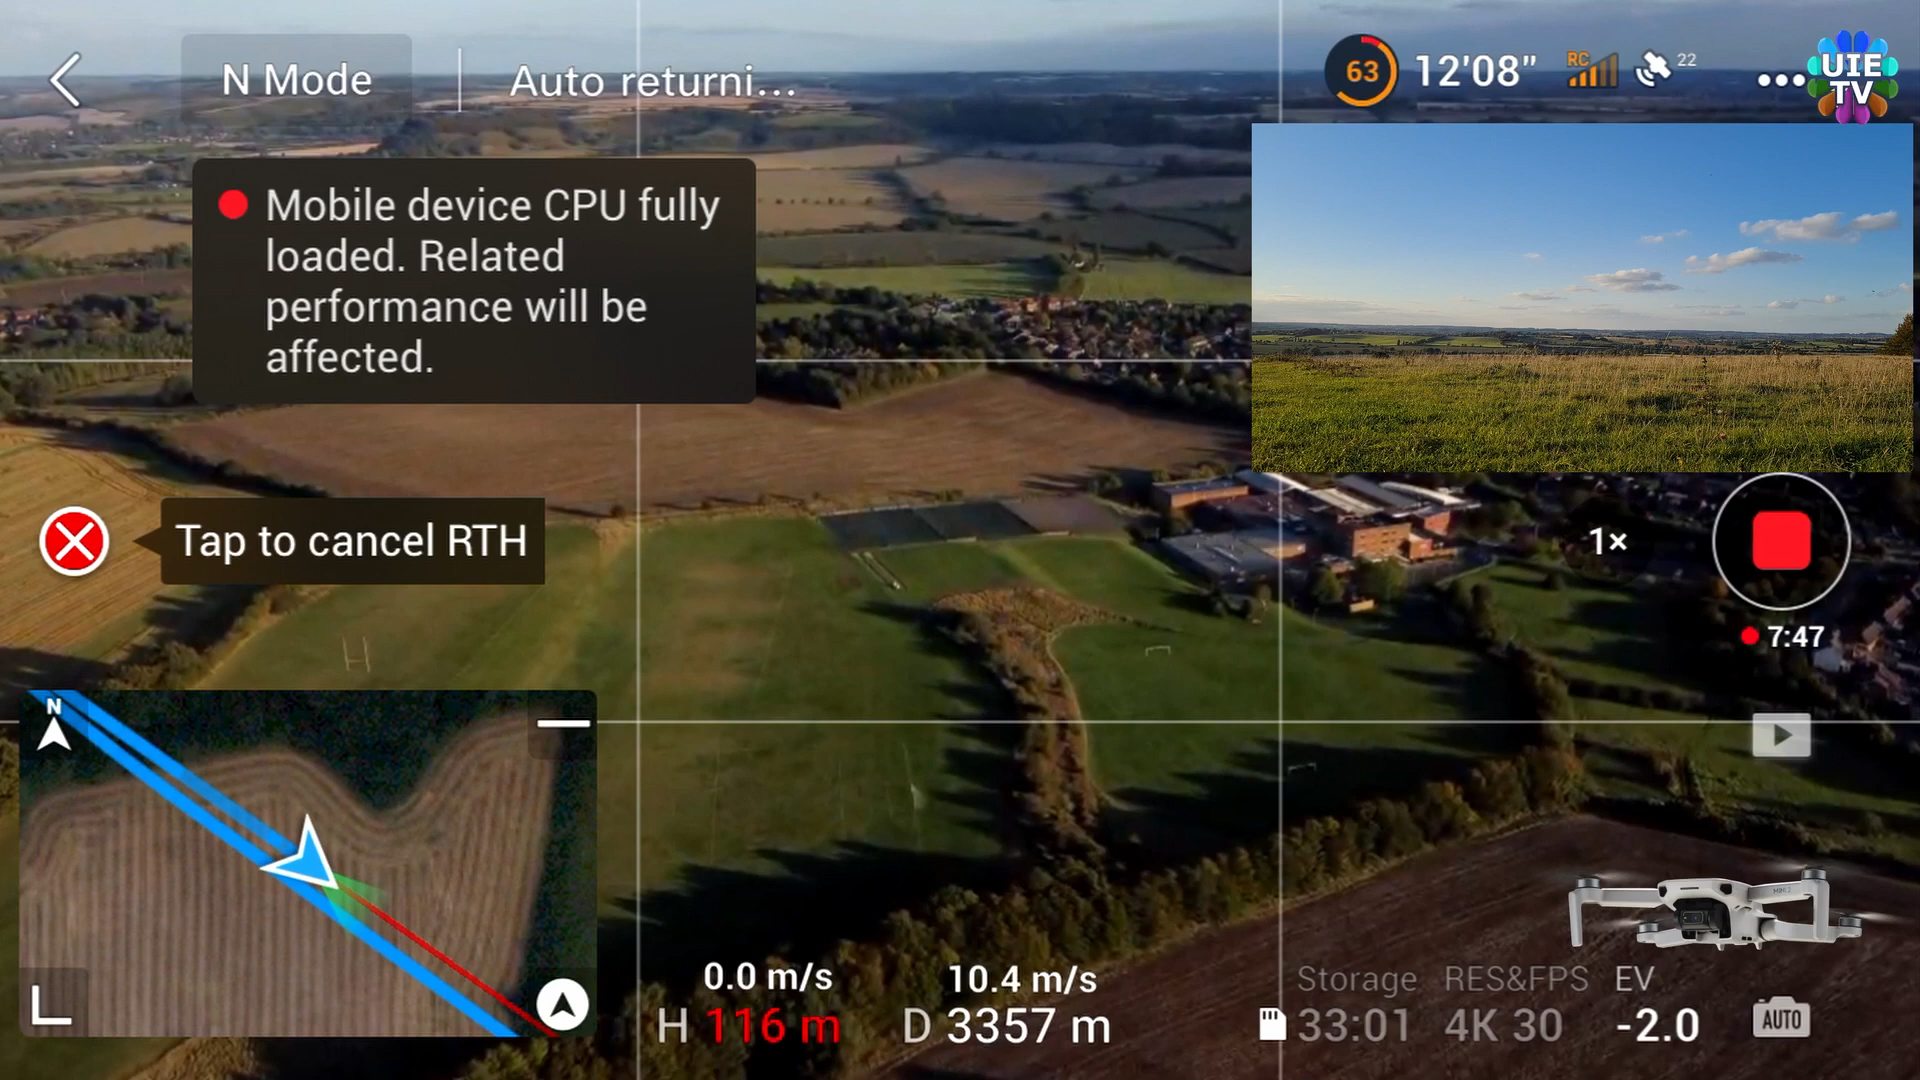 N Mode
Auto returni...
63
12'08"
RC
22
UIE
TV
Mobile device CPU fully
loaded. Related
performance will be
affected.
Tap to cancel RTH
1×
7:47
N
0.0 m/s
10.4 m/s
H 116 m
D 3357 m
Storage
RES&FPS
EV
33:01
4K 30
-2.0
AUTO
MINI 2